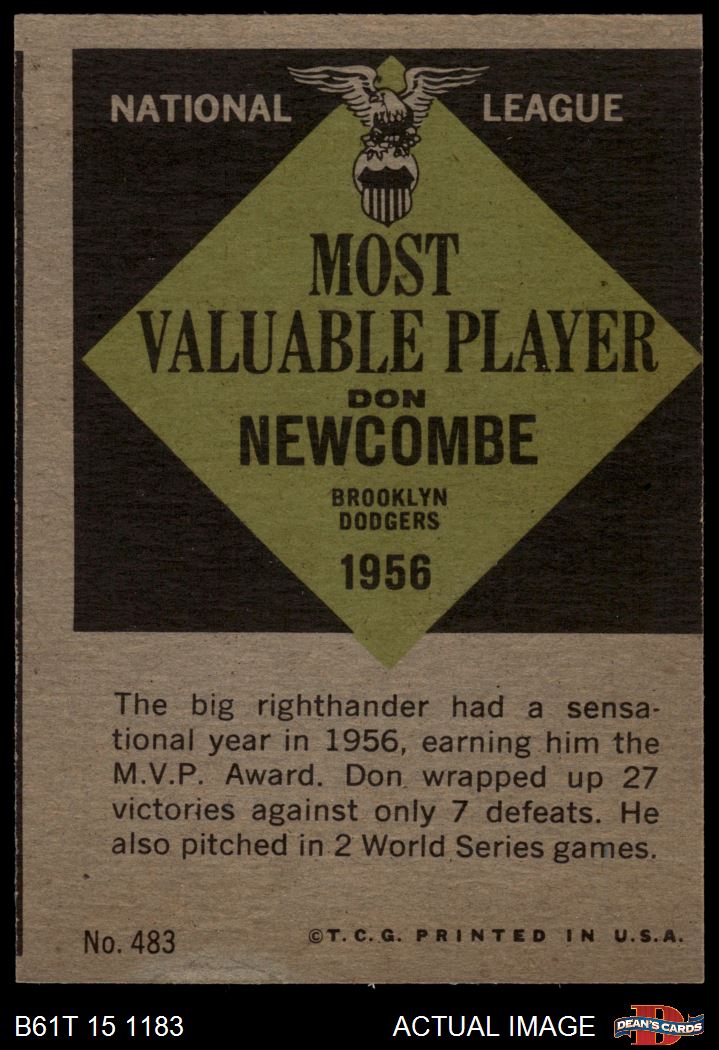 NATIONAL LEAGUE
MOST
VALUABLE PLAYER
DON
NEWCOMBE
BROOKLYN
DODGERS
1956
The big righthander had a sensa-
tional year in 1956, earning him the
M.V.P. Award. Don wrapped up 27
victories against only 7 defeats. He
also pitched in 2 World Series games.
No. 483 ©T.C.G. PRINTED IN U.S.A.
B61T 15 1183 ACTUAL IMAGE D DEAN'S CARDS